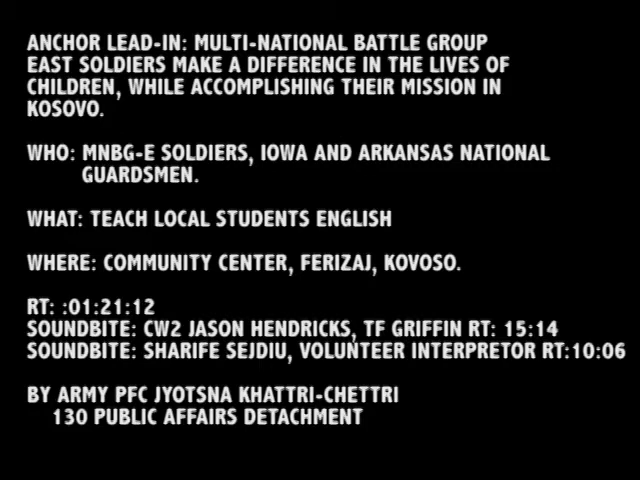 ANCHOR LEAD-IN: MULTI-NATIONAL BATTLE GROUP
EAST SOLDIERS MAKE A DIFFERENCE IN THE LIVES OF
CHILDREN, WHILE ACCOMPLISHING THEIR MISSION IN
KOSOVO.
WHO: MNBG-E SOLDIERS, IOWA AND ARKANSAS NATIONAL
GUARDSMEN.
WHAT: TEACH LOCAL STUDENTS ENGLISH
WHERE: COMMUNITY CENTER, FERIZAJ, KOVOSO.
RT: :01:21:12
SOUNDBITE: CW2 JASON HENDRICKS, TF GRIFFIN RT: 15:14
SOUNDBITE: SHARIFE SEJDIU, VOLUNTEER INTERPRETOR RT:10:06
BY ARMY PFC JYOTSNA KHATTRI-CHETTRI
130 PUBLIC AFFAIRS DETACHMENT